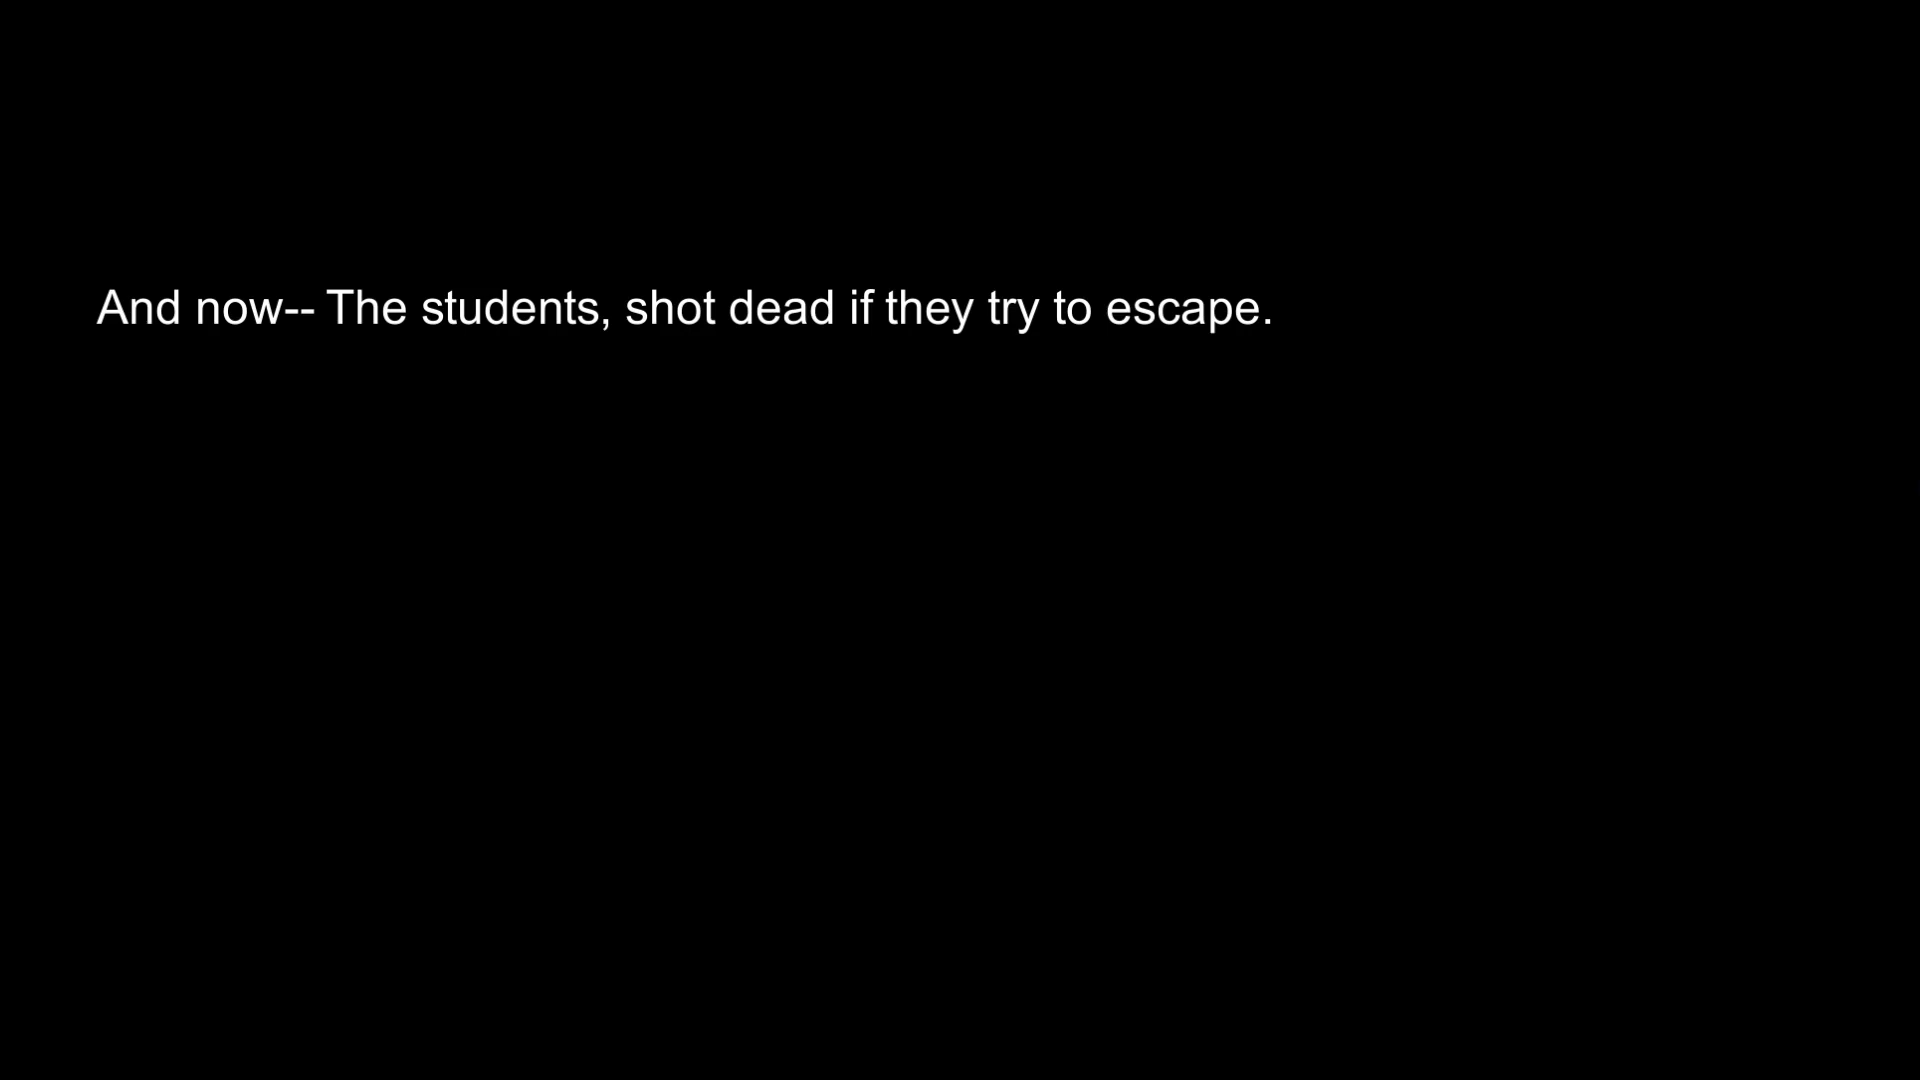 And now-- The students, shot dead if they try to escape.